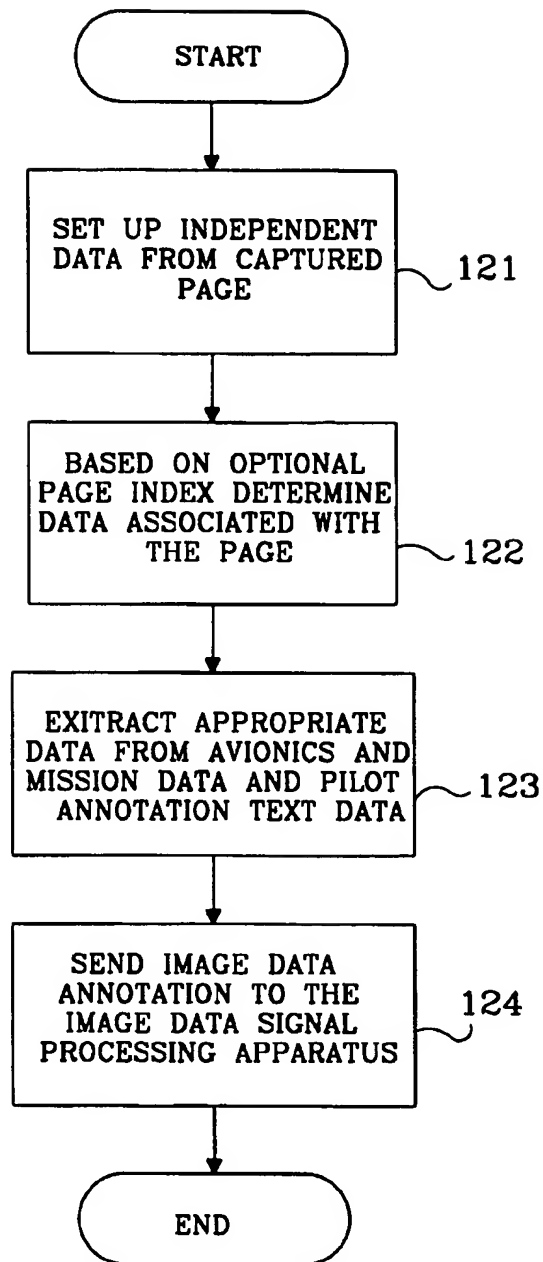 START
SET UP INDEPENDENT
DATA FROM CAPTURED
PAGE
121
BASED ON OPTIONAL
PAGE INDEX DETERMINE
DATA ASSOCIATED WITH
THE PAGE
122
EXITRACT APPROPRIATE
DATA FROM AVIONICS AND
MISSION DATA AND PILOT
ANNOTATION TEXT DATA
123
SEND IMAGE DATA
ANNOTATION TO THE
IMAGE DATA SIGNAL
PROCESSING APPARATUS
124
END